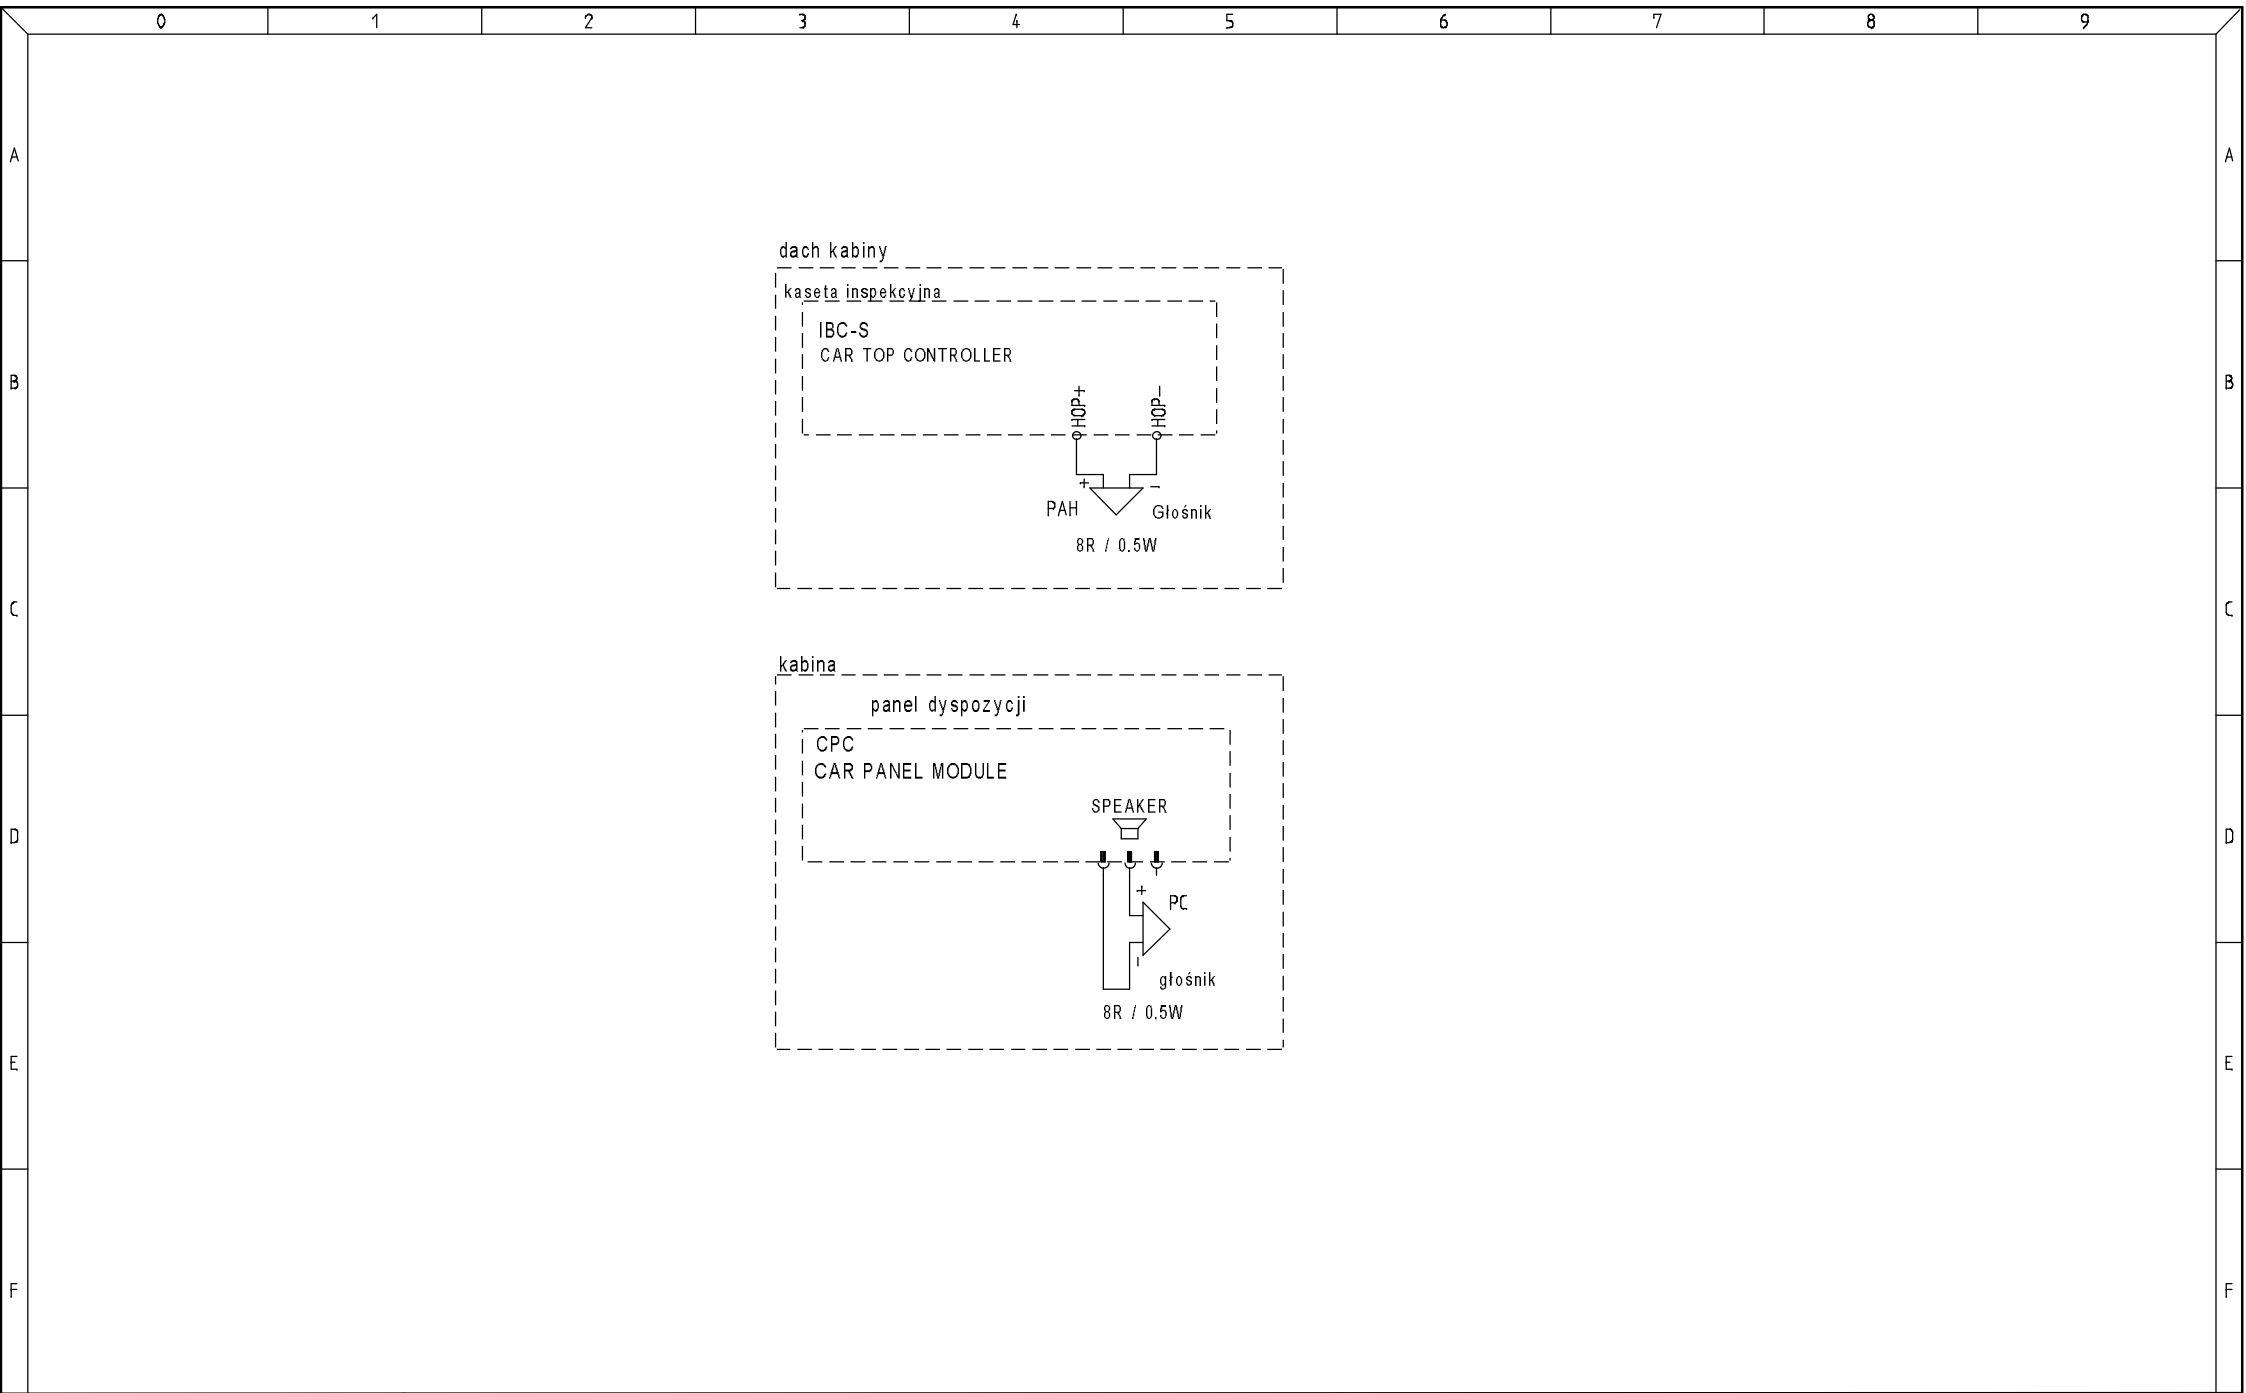 0 1 2 3 4 5 6 7 8 9
A A
dach kabiny
kaseta inspekcyjna
IBC-S
CAR TOP CONTROLLER
B B
HOP+ HOP-
+ -
PAH Głośnik
8R / 0.5W
C C
kabina
panel dyspozycji
CPC
CAR PANEL MODULE
SPEAKER
D D
+
PC
-
głośnik
8R / 0.5W
E E
F F